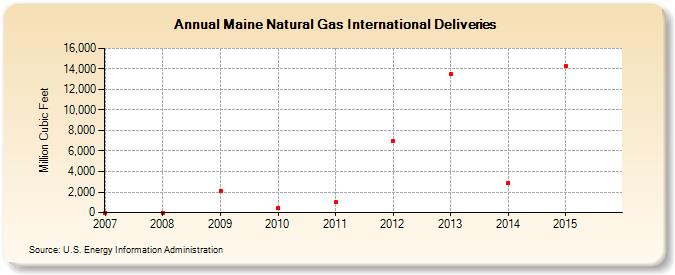 Annual Maine Natural Gas International Deliveries
Million Cubic Feet
16,000
14,000
12,000
10,000
8,000
6,000
4,000
2,000
0
2007 2008 2009 2010 2011 2012 2013 2014 2015
Source: U.S. Energy Information Administration